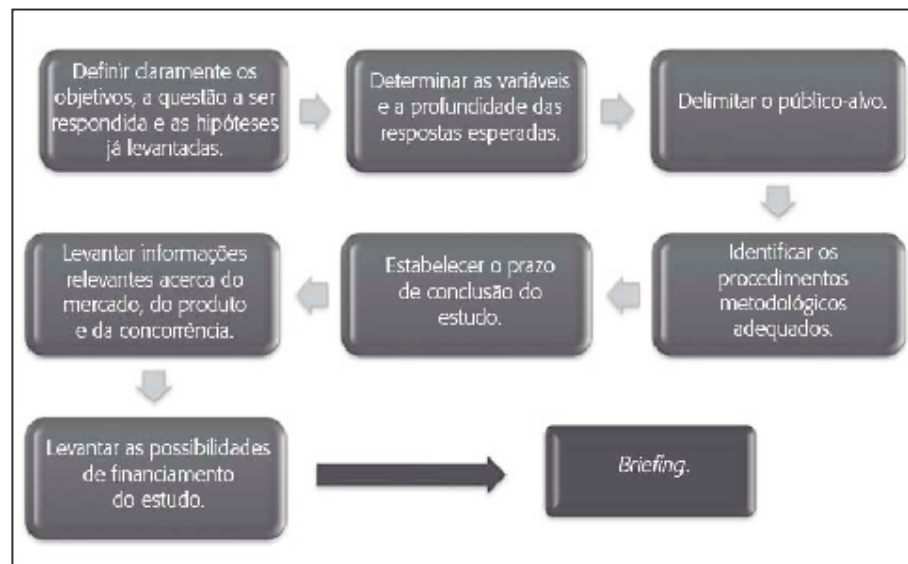 Definir claramente os
objetivos, a questão a ser
respondida e as hipóteses
já levantadas.
Determinar as variáveis
e a profundidade das
respostas esperadas.
Delimitar o público-alvo.
Identificar os
procedimentos
metodológicos
adequados.
Estabelecer o prazo
de conclusão do
estudo.
Levantar informações
relevantes acerca do
mercado, do produto
e da concorrência.
Levantar as possibilidades
de financiamento
do estudo.
Briefing.